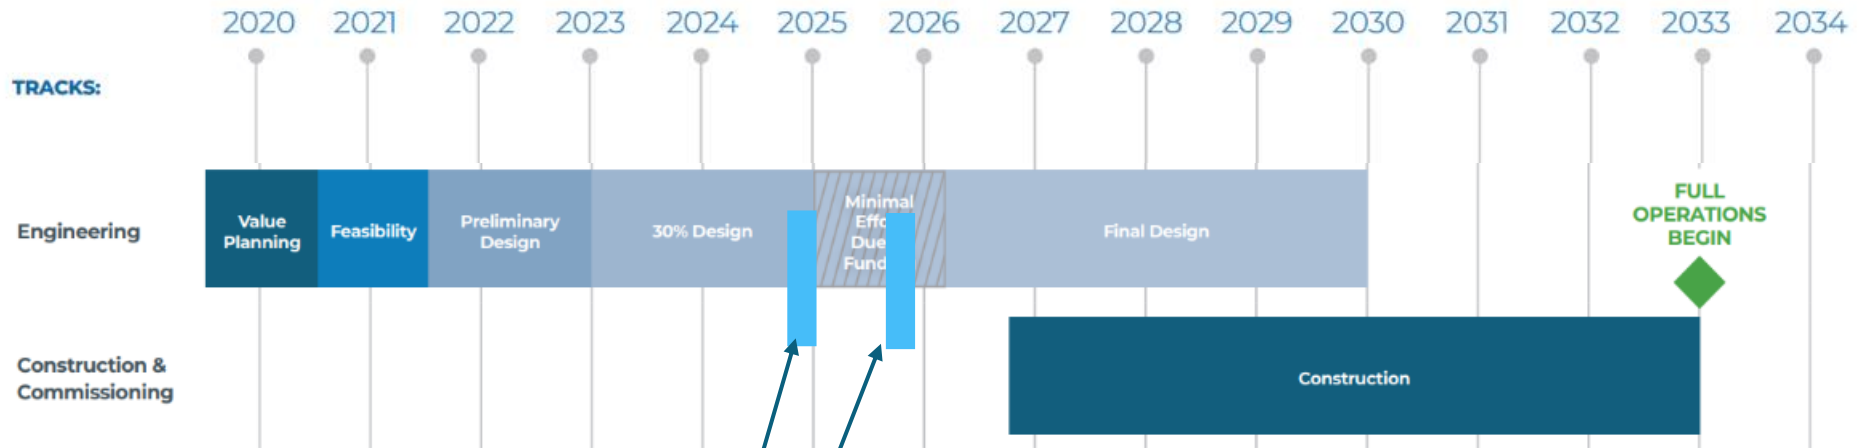 2020 2021 2022 2023 2024 2025 2026 2027 2028 2029 2030 2031 2032 2033 2034
TRACKS:
Engineering
Value
Planning
Feasibility
Preliminary
Design
30% Design
Minimal
Due
Final Design
FULL
OPERATIONS
BEGIN
Construction &
Commissioning
Construction